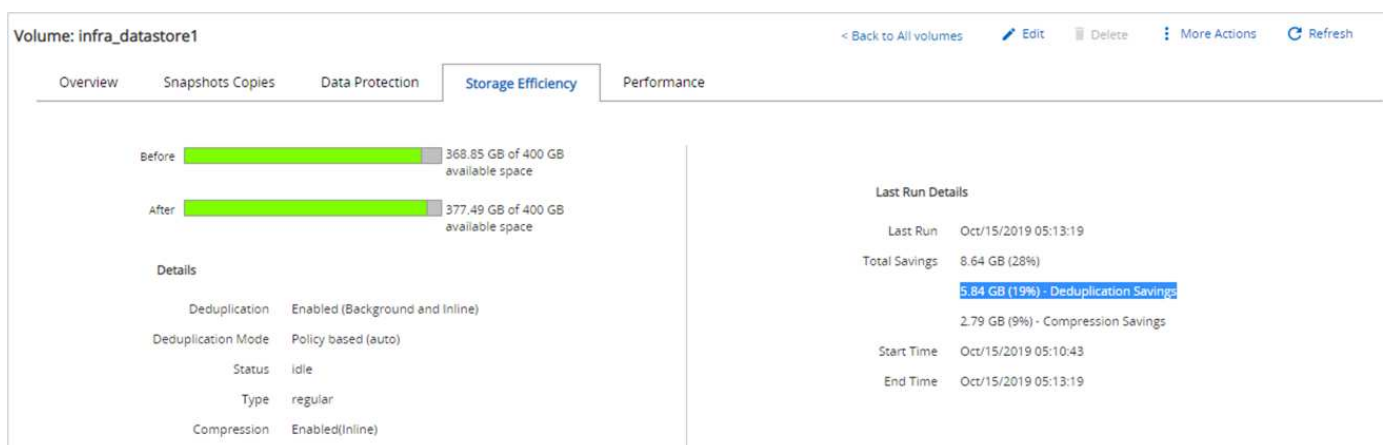 Volume: infra_datastore1
< Back to All volumes Edit Delete More Actions Refresh
Overview Snapshots Copies Data Protection Storage Efficiency Performance
Before 368.85 GB of 400 GB
available space
After 377.49 GB of 400 GB
available space
Details
Deduplication Enabled (Background and Inline)
Deduplication Mode Policy based (auto)
Status idle
Type regular
Compression Enabled(Inline)
Last Run Details
Last Run Oct/15/2019 05:13:19
Total Savings 8.64 GB (28%)
5.84 GB (19%) - Deduplication Savings
2.79 GB (9%) - Compression Savings
Start Time Oct/15/2019 05:10:43
End Time Oct/15/2019 05:13:19